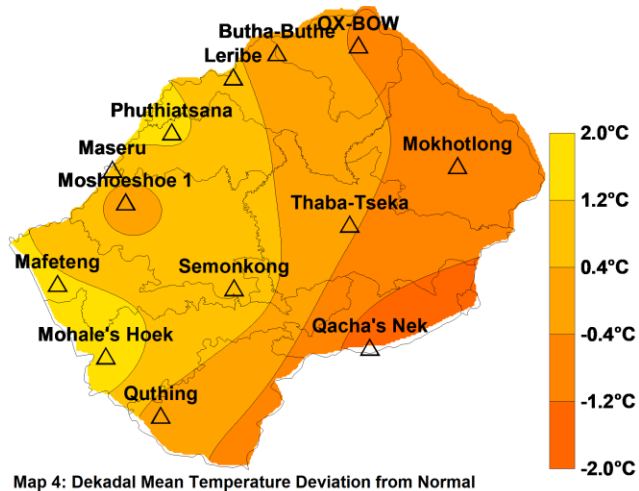 OX-BOW
Butha-Buthe
Leribe
Phuthiatsana
Maseru
Moshoeshoe 1
Mokhotlong
Thaba-Tseka
Mafeteng
Semonkong
Mohale's Hoek
Qacha's Nek
Quthing
2.0°C
1.2°C
0.4°C
-0.4°C
-1.2°C
-2.0°C
Map 4: Dekadal Mean Temperature Deviation from Normal